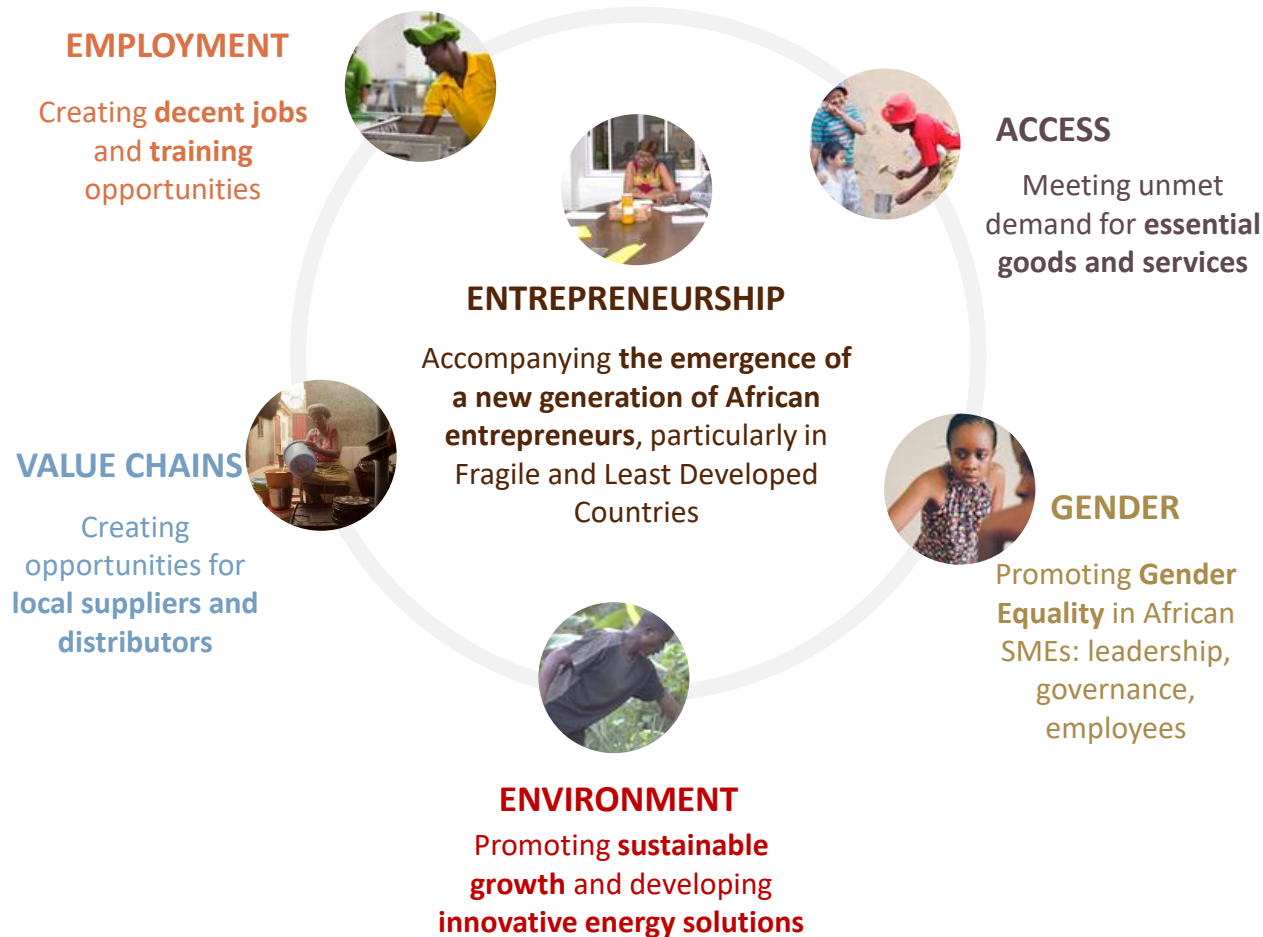 EMPLOYMENT
Creating decent jobs
and training
opportunities
ACCESS
Meeting unmet
demand for essential
goods and services
ENTREPRENEURSHIP
Accompanying the emergence of
a new generation of African
entrepreneurs, particularly in
Fragile and Least Developed
Countries
VALUE CHAINS
Creating
opportunities for
local suppliers and
distributors
GENDER
Promoting Gender
Equality in African
SMEs: leadership,
governance,
employees
ENVIRONMENT
Promoting sustainable
growth and developing
innovative energy solutions